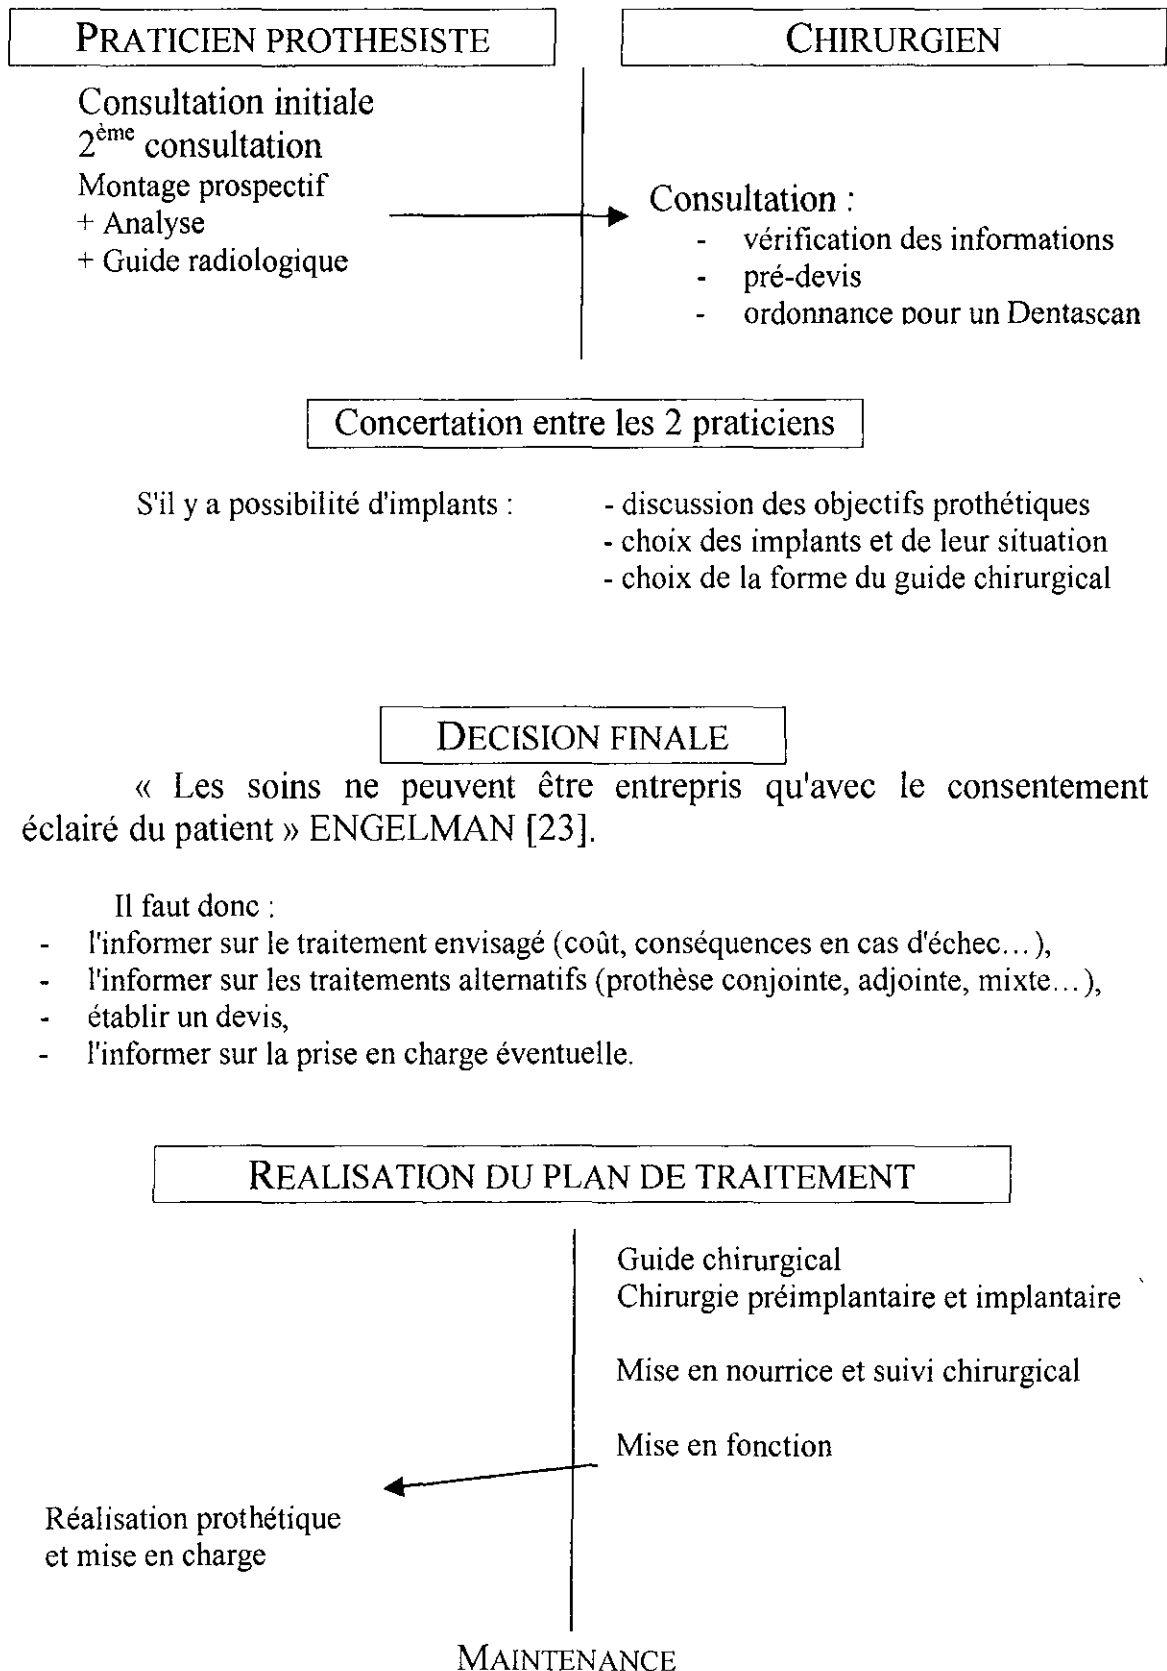 PRATICIEN PROTHESISTE
CHIRURGIEN
Consultation initiale
2ème consultation
Montage prospectif
+ Analyse
+ Guide radiologique
Consultation :
- vérification des informations
- pré-devis
- ordonnance pour un Dentascan
Concertation entre les 2 praticiens
S'il y a possibilité d'implants :
- discussion des objectifs prothétiques
- choix des implants et de leur situation
- choix de la forme du guide chirurgical
DECISION FINALE
« Les soins ne peuvent être entrepris qu'avec le consentement
éclairé du patient » ENGELMAN [23].
Il faut donc :
- l'informer sur le traitement envisagé (coût, conséquences en cas d'échec…),
- l'informer sur les traitements alternatifs (prothèse conjointe, adjointe, mixte…),
- établir un devis,
- l'informer sur la prise en charge éventuelle.
REALISATION DU PLAN DE TRAITEMENT
Guide chirurgical
Chirurgie préimplantaire et implantaire
Mise en nourrice et suivi chirurgical
Mise en fonction
Réalisation prothétique
et mise en charge
MAINTENANCE